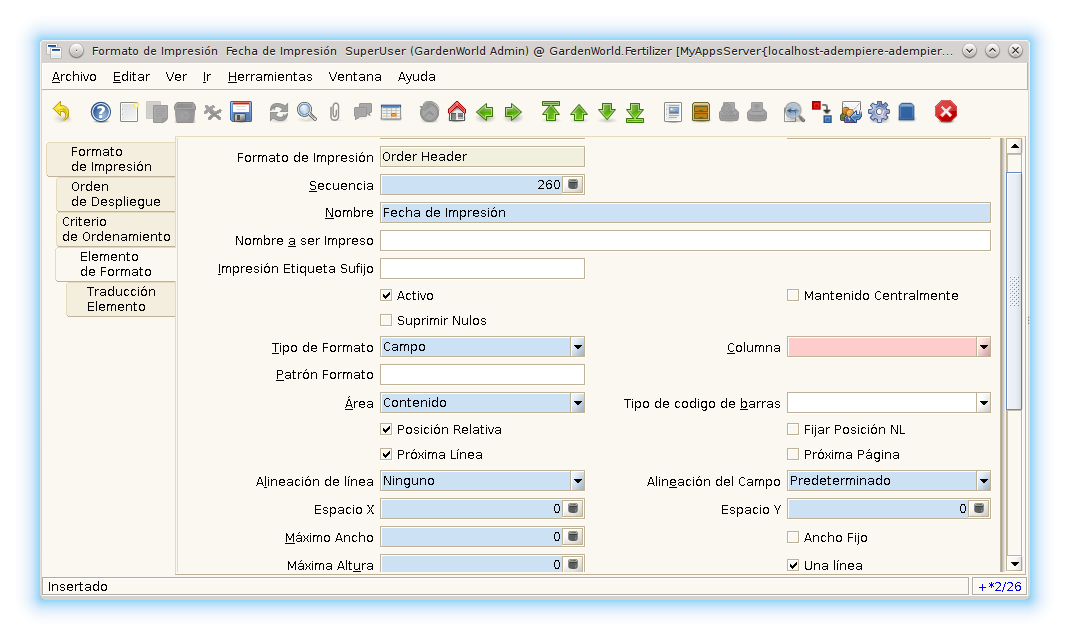 Formato de Impresión Fecha de Impresión SuperUser (GardenWorld Admin) @ GardenWorld.Fertilizer [MyAppsServer{localhost-adempiere-adempier...
Archivo Editar Ver Ir Herramientas Ventana Ayuda
Formato
de Impresión
Orden
de Despliegue
Criterio
de Ordenamiento
Elemento
de Formato
Traducción
Elemento
Formato de Impresión Order Header
Secuencia 260
Nombre Fecha de Impresión
Nombre a ser Impreso
Impresión Etiqueta Sufijo
Activo Mantenido Centralmente
Suprimir Nulos
Tipo de Formato Campo Columna
Patrón Formato
Área Contenido Tipo de codigo de barras
Posición Relativa Fijar Posición NL
Próxima Línea Próxima Página
Alineación de línea Ninguno Alineación del Campo Predeterminado
Espacio X 0 Espacio Y 0
Máximo Ancho 0 Ancho Fijo
Máxima Altura 0 Una línea
Insertado +*2/26